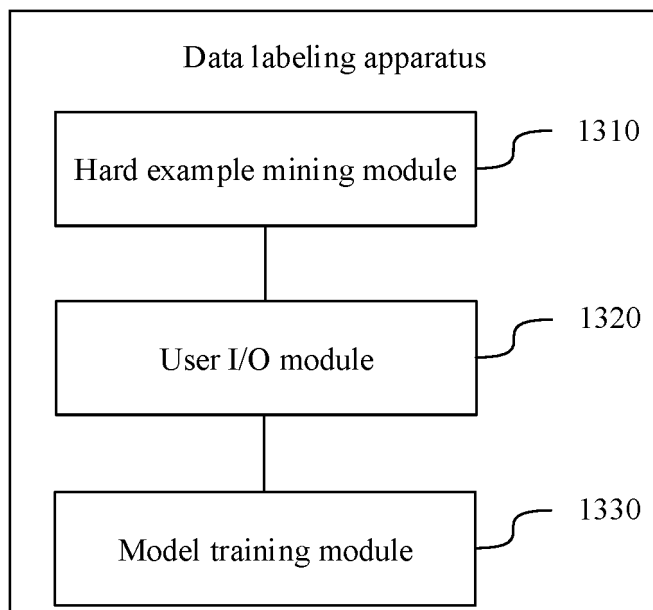 Data labeling apparatus
Hard example mining module
1310
User I/O module
1320
Model training module
1330